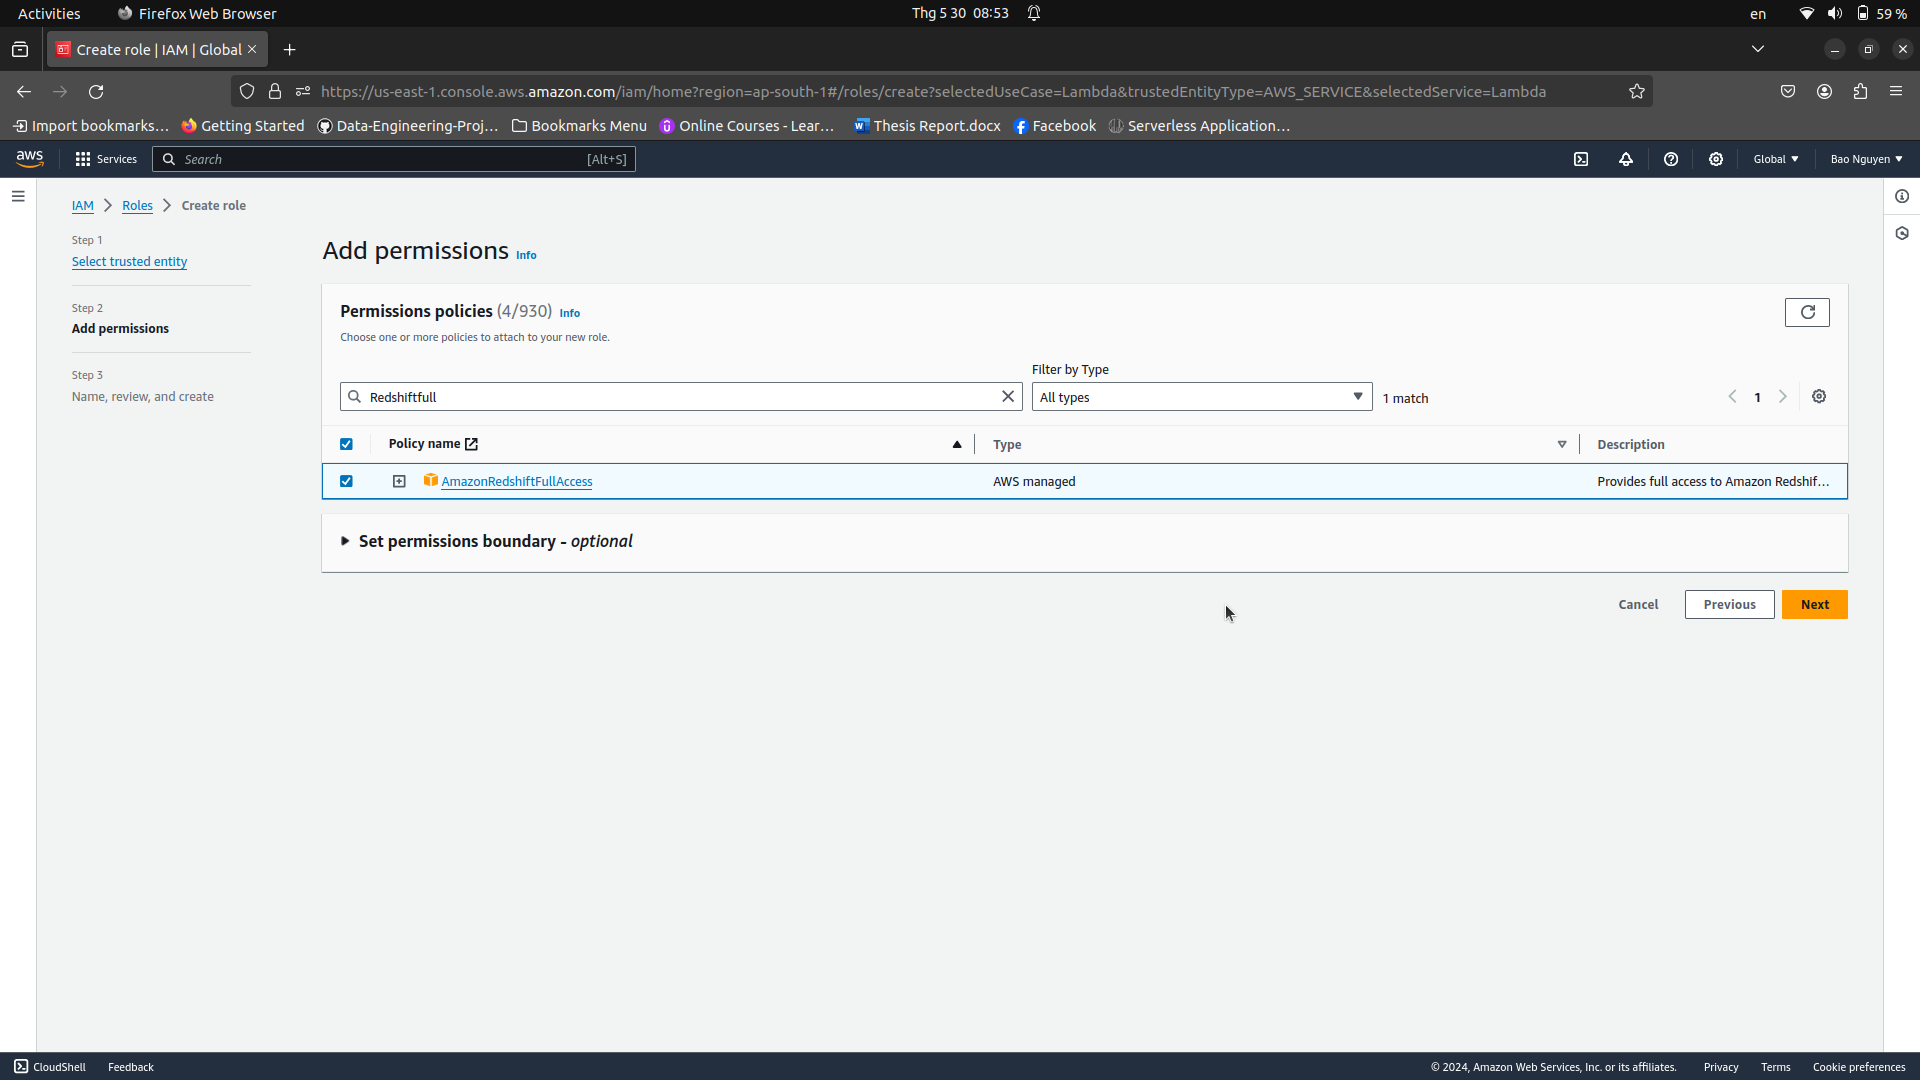 Activities Firefox Web Browser Thg 5 30 08:53 en 59 %
Create role | IAM | Global
https://us-east-1.console.aws.amazon.com/iam/home?region=ap-south-1#/roles/create?selectedUseCase=Lambda&trustedEntityType=AWS_SERVICE&selectedService=Lambda
Import bookmarks… Getting Started Data-Engineering-Proj… Bookmarks Menu Online Courses - Lear… Thesis Report.docx Facebook Serverless Application…
aws Services Search [Alt+S] Global Bao Nguyen
IAM Roles Create role
Step 1
Select trusted entity
Step 2
Add permissions
Step 3
Name, review, and create
Add permissions Info
Permissions policies (4/930) Info
Choose one or more policies to attach to your new role.
Filter by Type
Redshiftfull All types 1 match 1
Policy name Type Description
AmazonRedshiftFullAccess AWS managed Provides full access to Amazon Redshif…
Set permissions boundary - optional
Cancel Previous Next
CloudShell Feedback © 2024, Amazon Web Services, Inc. or its affiliates. Privacy Terms Cookie preferences